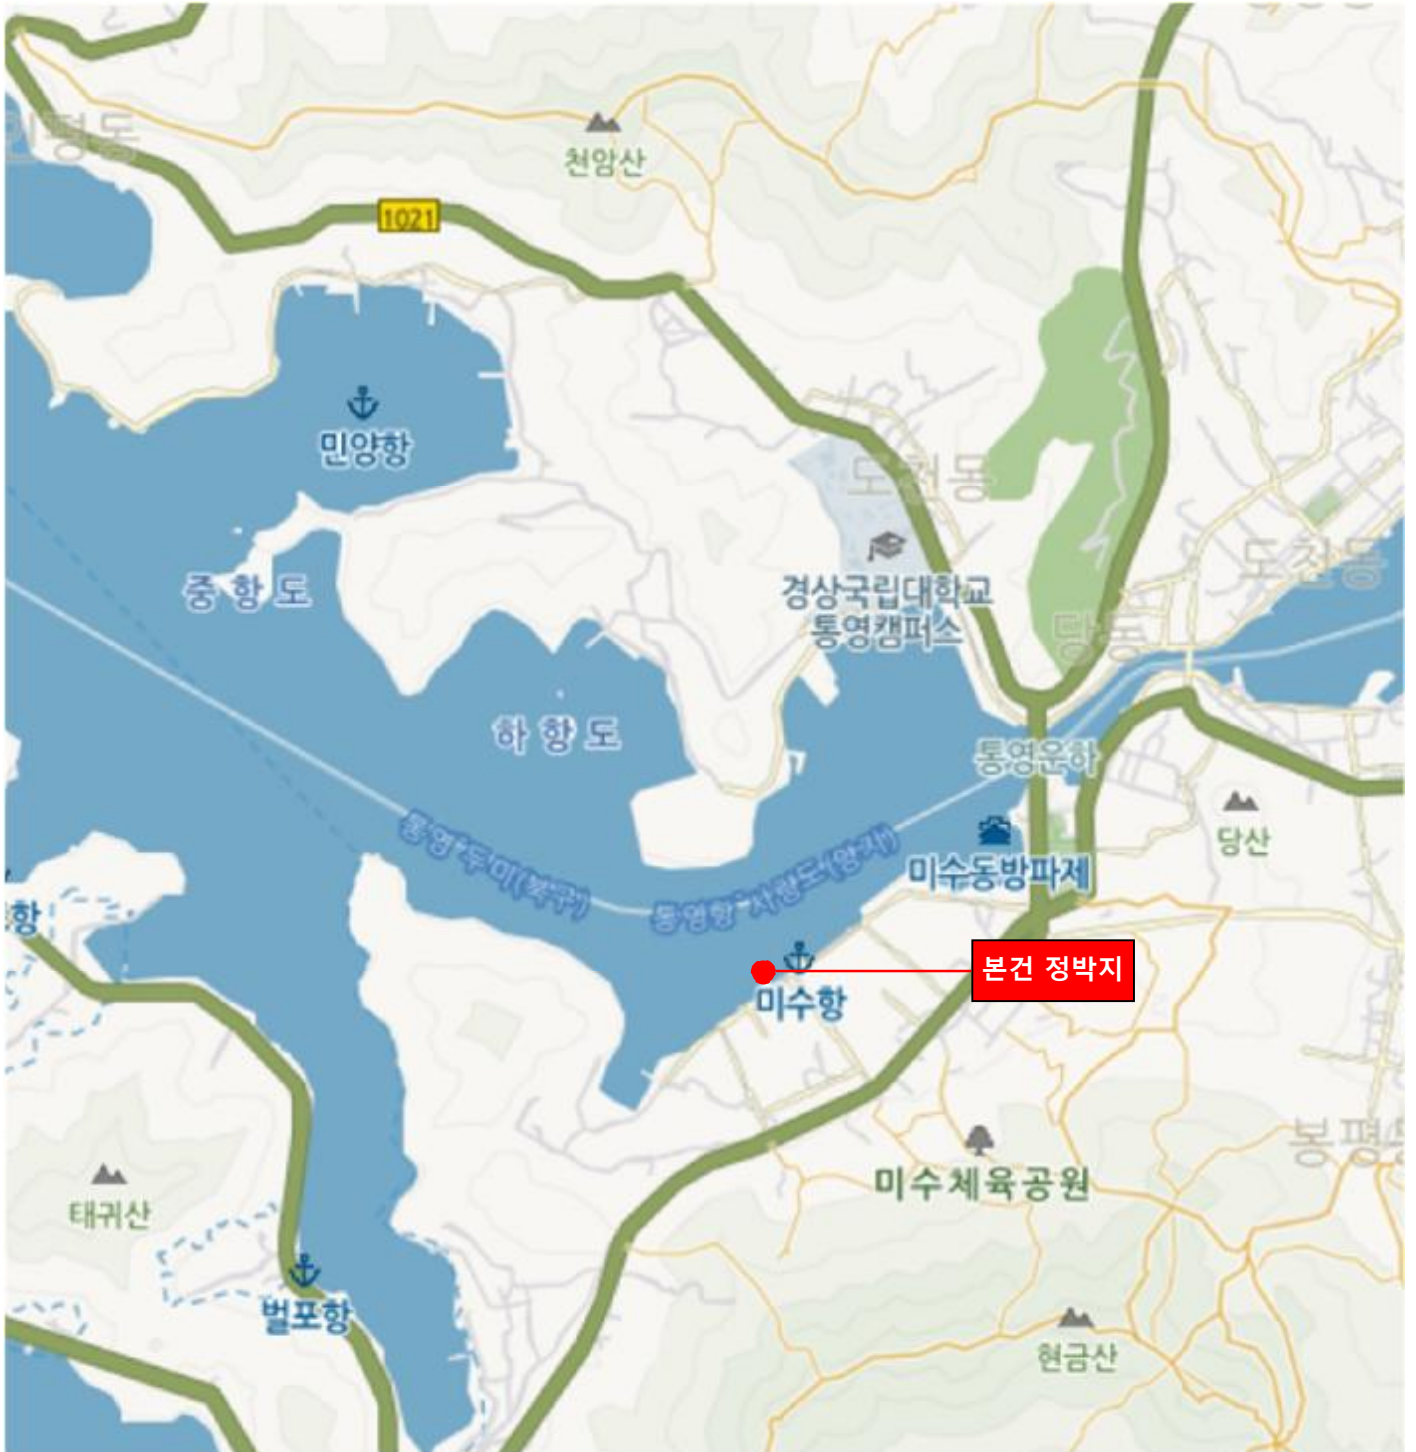 천암산
1021
민양항
도천동
중항도
경상국립대학교
통영캠퍼스
도천동
당동
하항도
통영운하
당산
통영-두미(북구)
통영항-사량도(양지)
미수동방파제
본건 정박지
미수항
미수체육공원
태귀산
벌포항
현금산